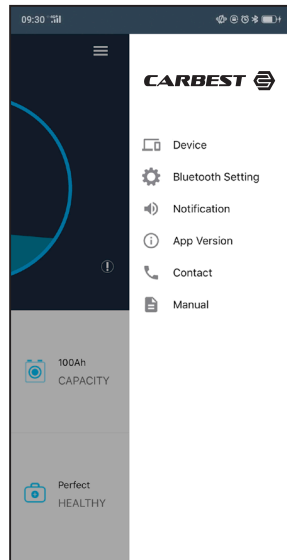 09:30
CARBEST
Device
Bluetooth Setting
Notification
App Version
Contact
Manual
100Ah
CAPACITY
Perfect
HEALTHY